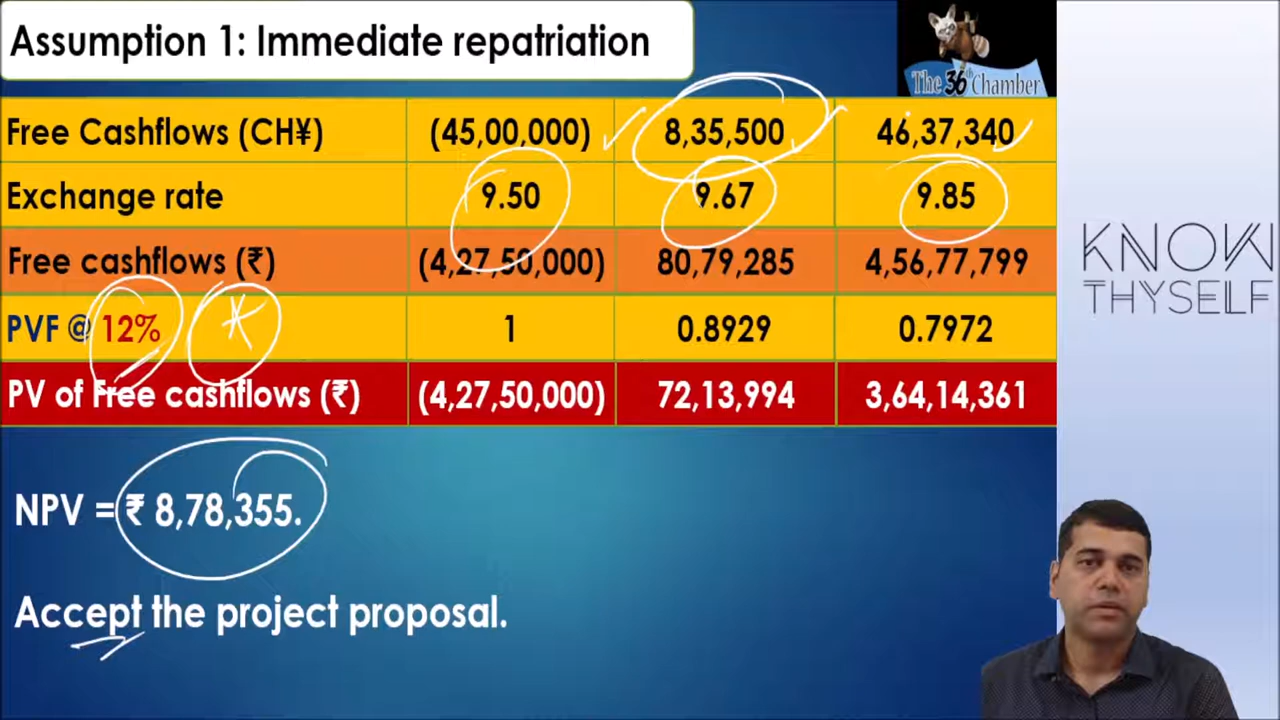 Assumption 1: Immediate repatriation
The 36th Chamber
Free Cashflows (CH¥) (45,00,000) 8,35,500 46,37,340
Exchange rate 9.50 9.67 9.85
Free cashflows (₹) (4,27,50,000) 80,79,285 4,56,77,799
PVF @ 12% 1 0.8929 0.7972
PV of Free cashflows (₹) (4,27,50,000) 72,13,994 3,64,14,361
KNOW
THYSELF
NPV = ₹ 8,78,355.
Accept the project proposal.